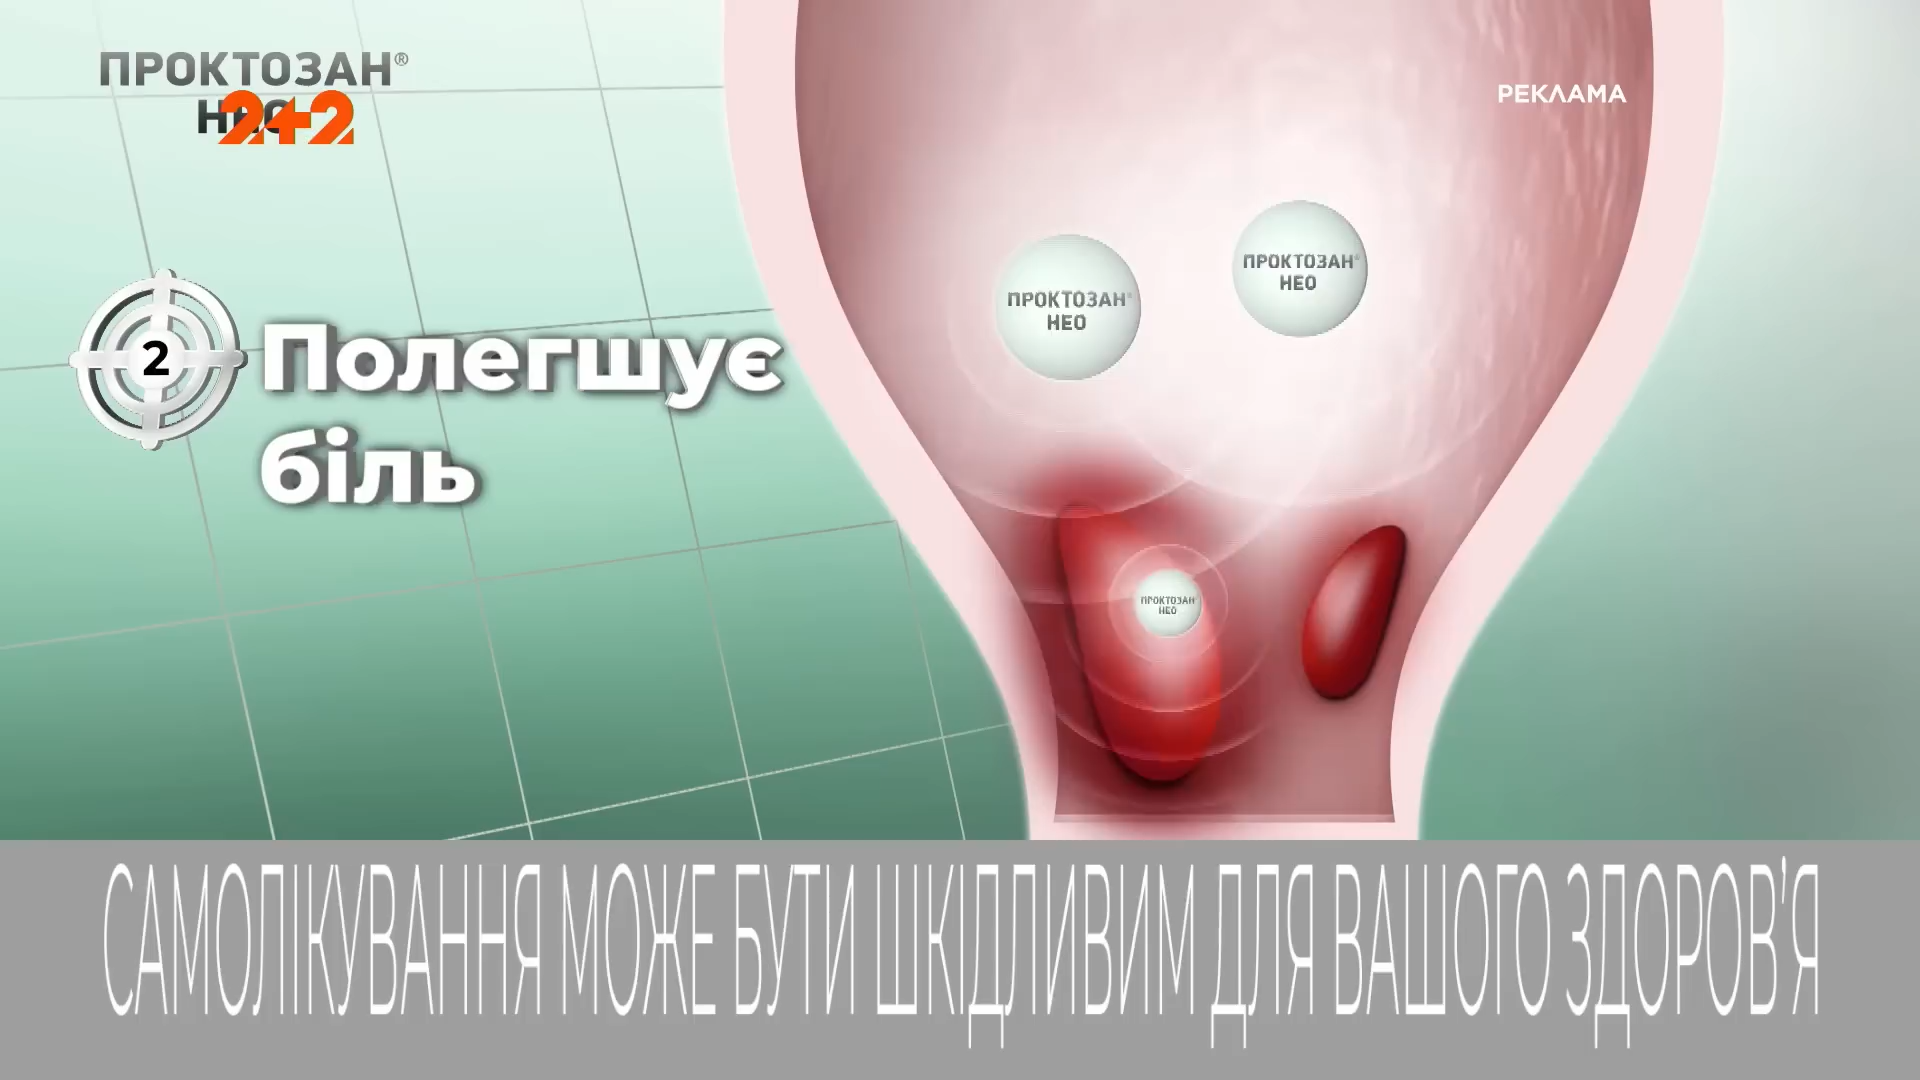 ПРОКТОЗАН®
НЕО
2+2
РЕКЛАМА
ПРОКТОЗАН®
НЕО
ПРОКТОЗАН®
НЕО
2
Полегшує
біль
ПРОКТОЗАН
НЕО
САМОЛІКУВАННЯ МОЖЕ БУТИ ШКІДЛИВИМ ДЛЯ ВАШОГО ЗДОРОВ'Я